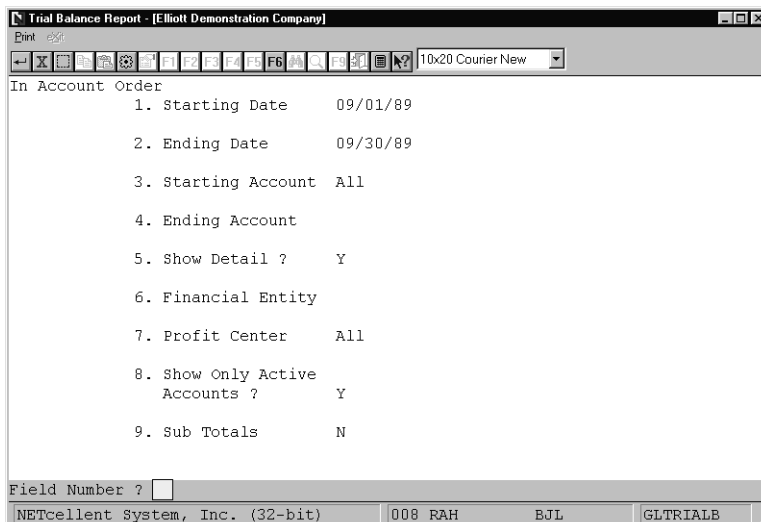 Trial Balance Report - [Elliott Demonstration Company]
Print eXit
F1 F2 F3 F4 F5 F6 F9 10x20 Courier New
In Account Order
1. Starting Date 09/01/89
2. Ending Date 09/30/89
3. Starting Account All
4. Ending Account
5. Show Detail ? Y
6. Financial Entity
7. Profit Center All
8. Show Only Active
Accounts ? Y
9. Sub Totals N
Field Number ?
NETcellent System, Inc. (32-bit) 008 RAH BJL GLTRIALB